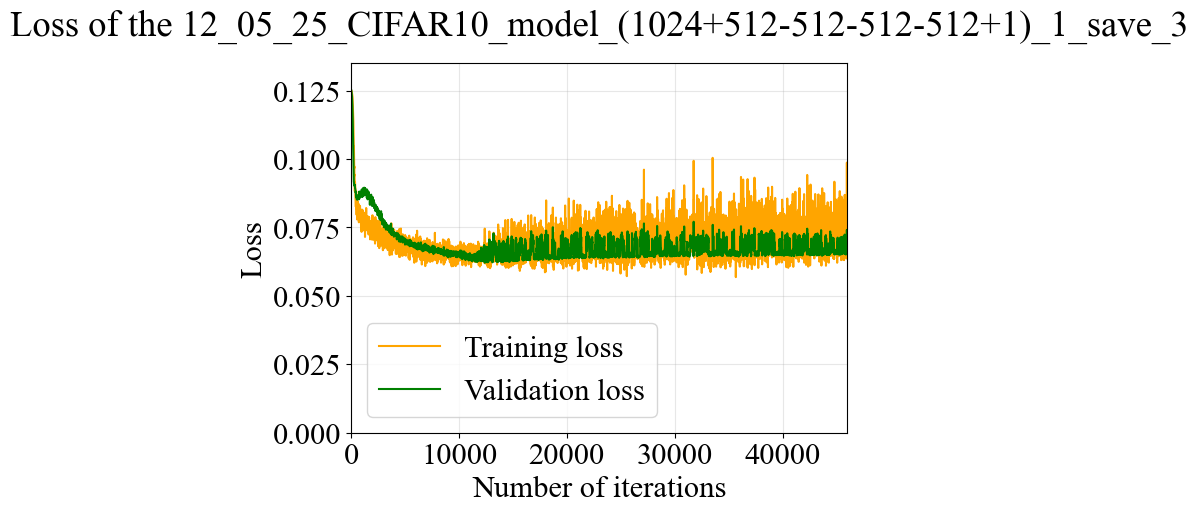 Loss of the 12_05_25_CIFAR10_model_(1024+512-512-512-512+1)_1_save_3
0.125
0.100
0.075
0.050
0.025
0.000
Loss
Training loss
Validation loss
0 10000 20000 30000 40000
Number of iterations